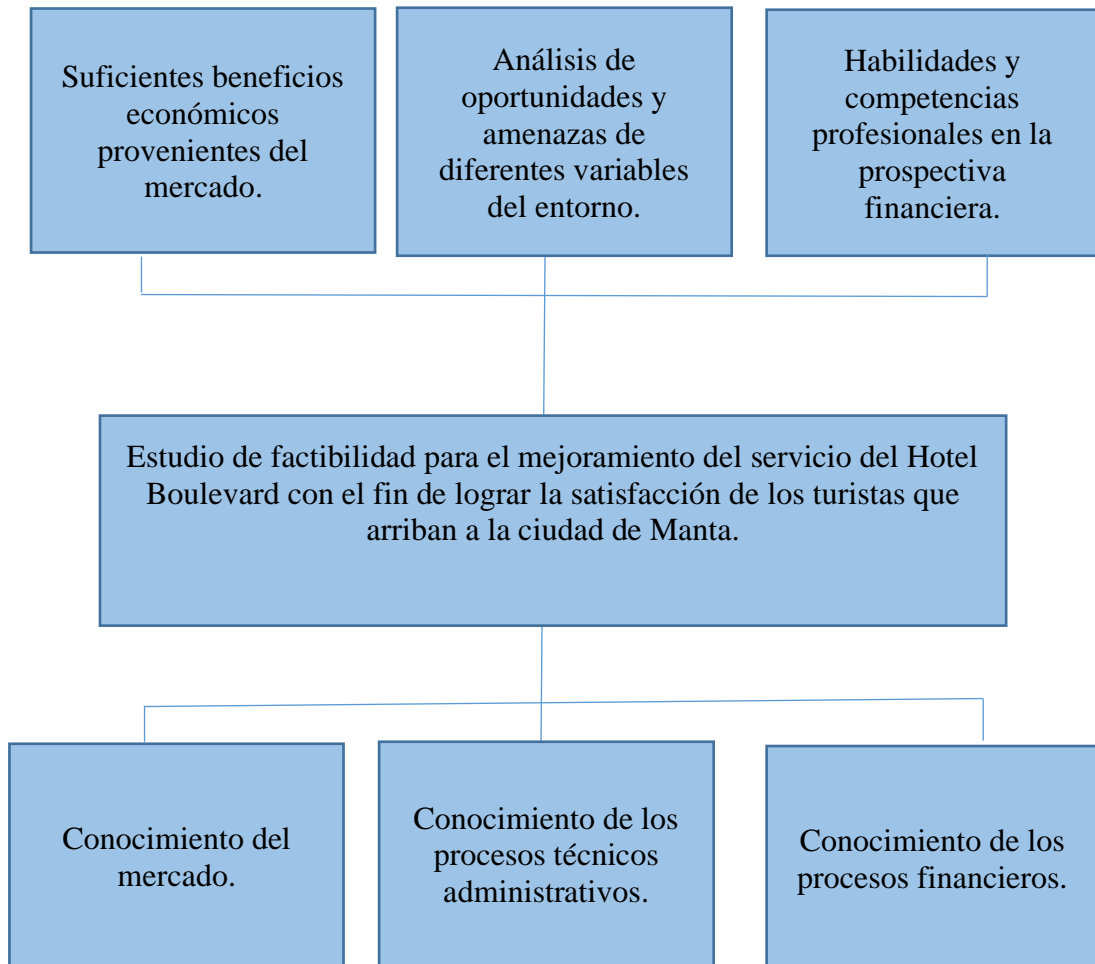 Suficientes beneficios
económicos
provenientes del
mercado.
Análisis de
oportunidades y
amenazas de
diferentes variables
del entorno.
Habilidades y
competencias
profesionales en la
prospectiva
financiera.
Estudio de factibilidad para el mejoramiento del servicio del Hotel
Boulevard con el fin de lograr la satisfacción de los turistas que
arriban a la ciudad de Manta.
Conocimiento del
mercado.
Conocimiento de los
procesos técnicos
administrativos.
Conocimiento de los
procesos financieros.